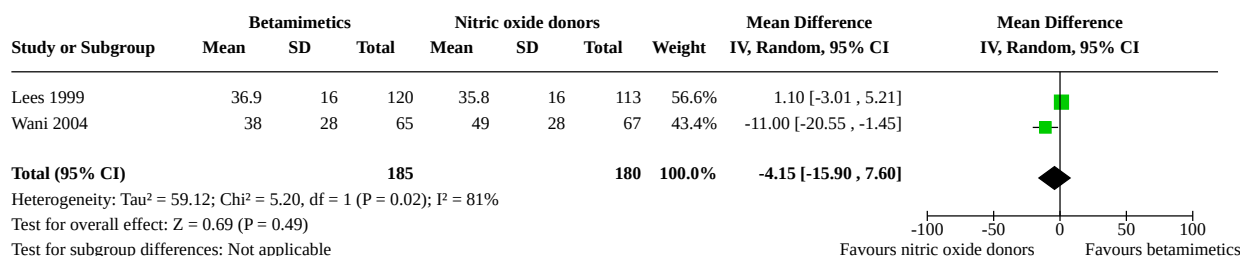 Betamimetics Nitric oxide donors Mean Difference Mean Difference
Study or Subgroup Mean SD Total Mean SD Total Weight IV, Random, 95% CI IV, Random, 95% CI
Lees 1999 36.9 16 120 35.8 16 113 56.6% 1.10 [-3.01 , 5.21]
Wani 2004 38 28 65 49 28 67 43.4% -11.00 [-20.55 , -1.45]
Total (95% CI) 185 180 100.0% -4.15 [-15.90 , 7.60]
Heterogeneity: Tau² = 59.12; Chi² = 5.20, df = 1 (P = 0.02); I² = 81%
Test for overall effect: Z = 0.69 (P = 0.49)
-100 -50 0 50 100
Test for subgroup differences: Not applicable Favours nitric oxide donors Favours betamimetics